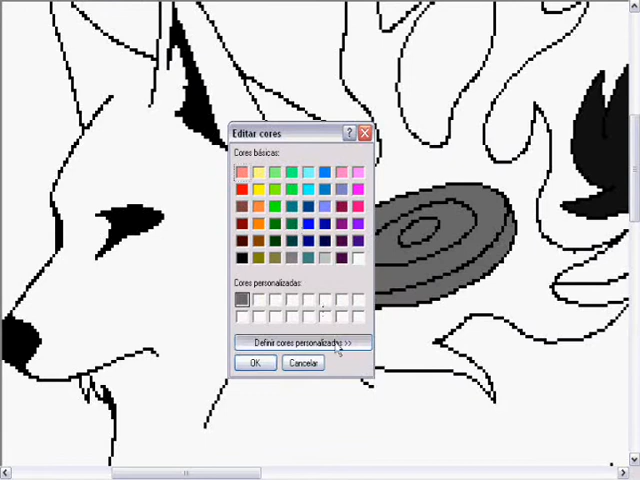 Editar cores
Cores básicas:
Cores personalizadas:
Definir cores personalizadas >>
OK
Cancelar